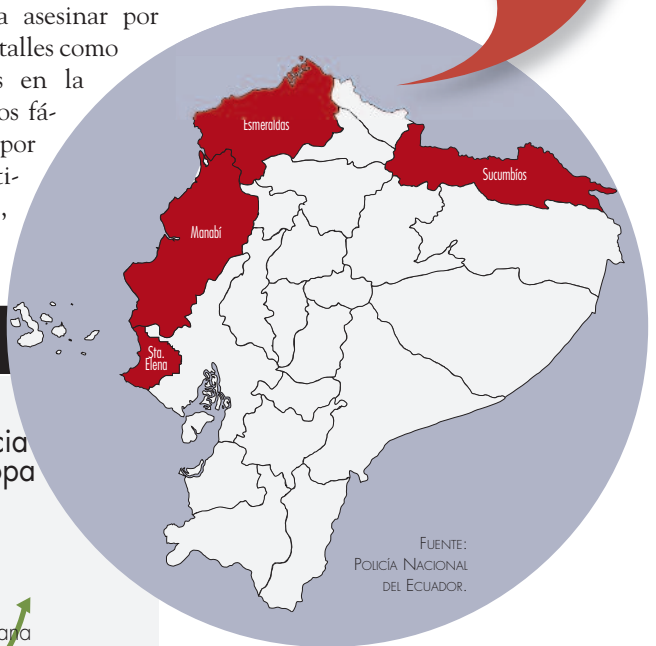 a asesinar por
talles como
s en la
os fá-
por
ti-
,
Esmeraldas
Sucumbíos
Manabí
Sta.
Elena
cia
opa
FUENTE:
POLICÍA NACIONAL
DEL ECUADOR.
ana